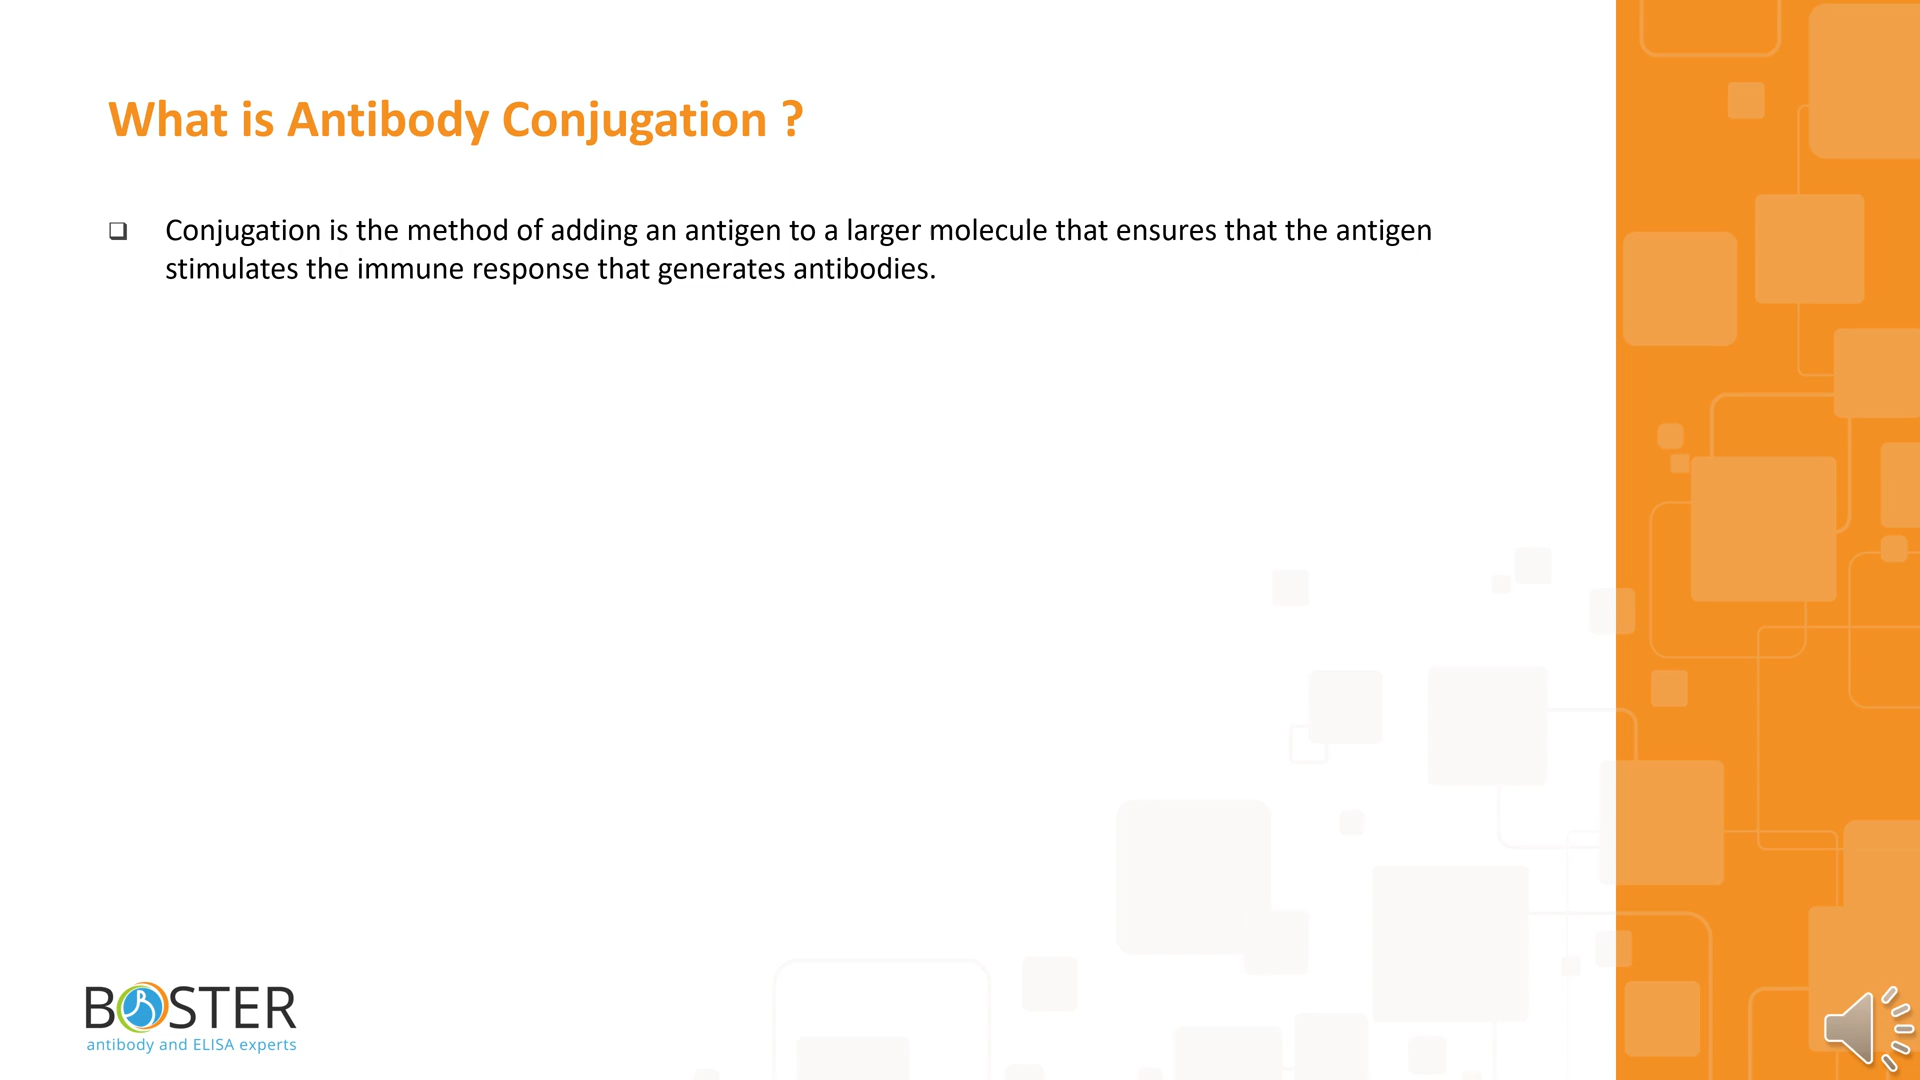 What is Antibody Conjugation ?
❑ Conjugation is the method of adding an antigen to a larger molecule that ensures that the antigen
stimulates the immune response that generates antibodies.
BOSTER
antibody and ELISA experts